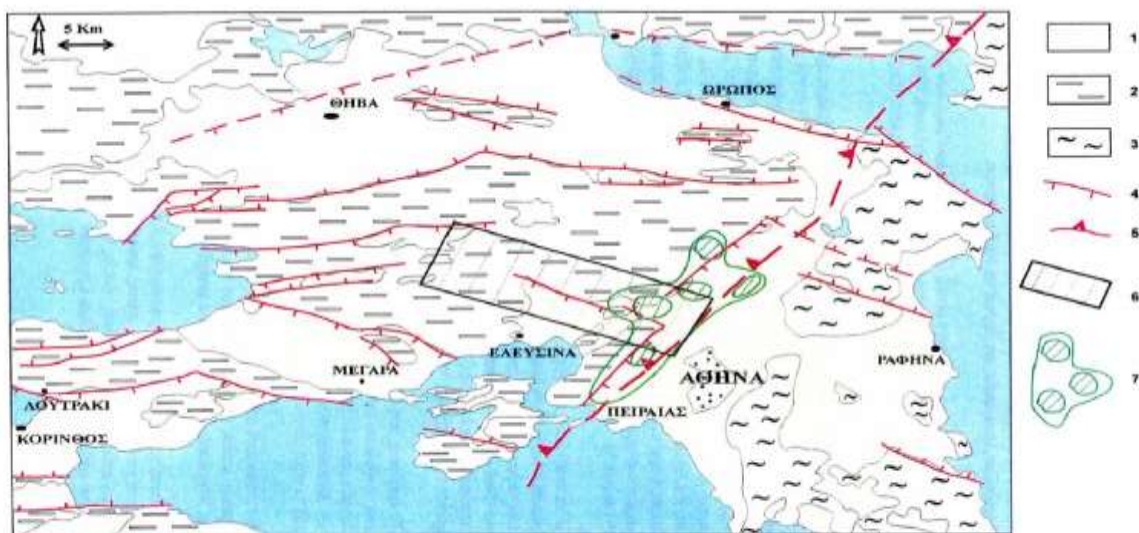 5 Km
ΘΗΒΑ
ΩΡΩΠΟΣ
ΕΛΕΥΣΙΝΑ
ΜΕΓΑΡΑ
ΑΘΗΝΑ
ΡΑΦΗΝΑ
ΛΟΥΤΡΑΚΙ
ΠΕΙΡΑΙΑΣ
ΚΟΡΙΝΘΟΣ
1
2
3
4
5
6
7